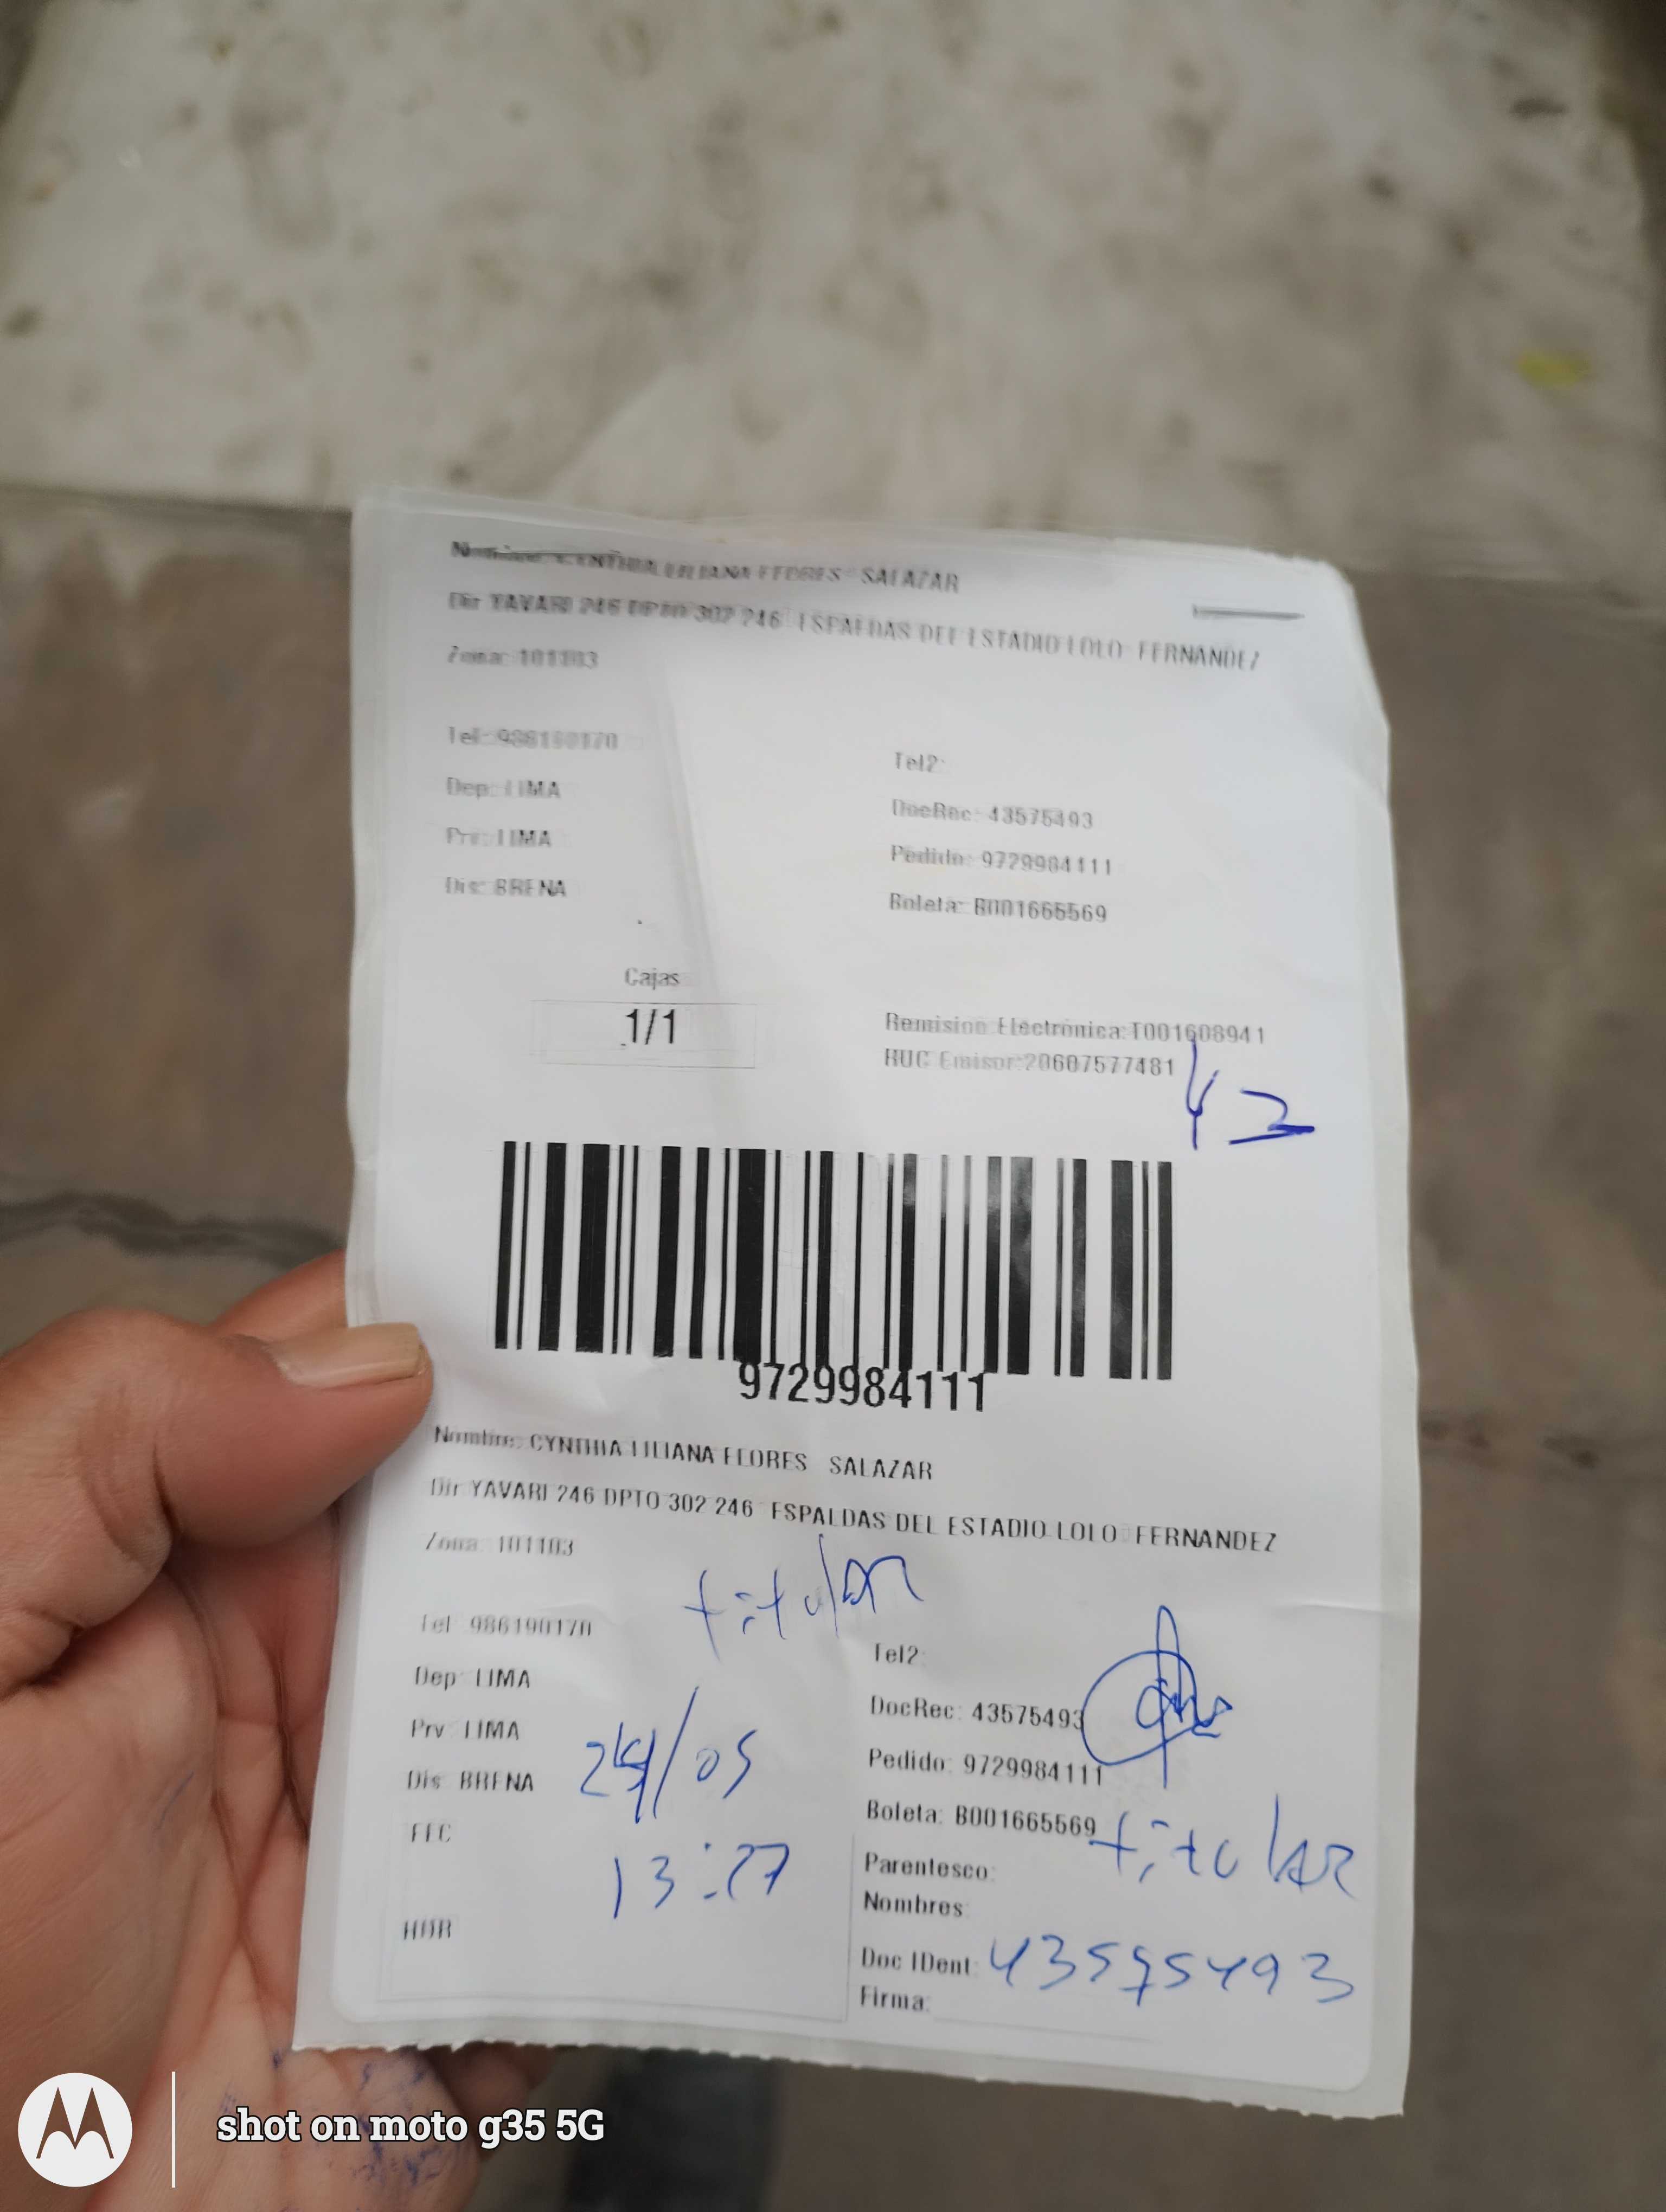 Nombre: CYNTHIA LILIANA FLORES SALAZAR
Dir YAVARI 246 DPTO 302 246 ESPALDAS DEL ESTADIO LOLO FERNANDEZ
Zona: 101103
Tel: 986190170
Tel2:
Dep: LIMA
DocRec: 43575493
Prv: LIMA
Pedido: 9729984111
Dis: BRENA
Boleta: B001665569
Cajas
1/1
Remision Electrónica:T001608941
RUC Emisor:20607577481
42
9729984111
Nombre: CYNTHIA LILIANA FLORES SALAZAR
Dir YAVARI 246 DPTO 302 246 ESPALDAS DEL ESTADIO LOLO FERNANDEZ
Zona: 101103
titular
Tel: 986190170
Tel2:
Dep: LIMA
DocRec: 43575493
Prv: LIMA
Pedido: 9729984111
Dis: BRENA
/05
Boleta: B001665569
FEC
Parentesco: titular
13:27
Nombres:
HOR
Doc IDent: 43575493
Firma:
shot on moto g35 5G